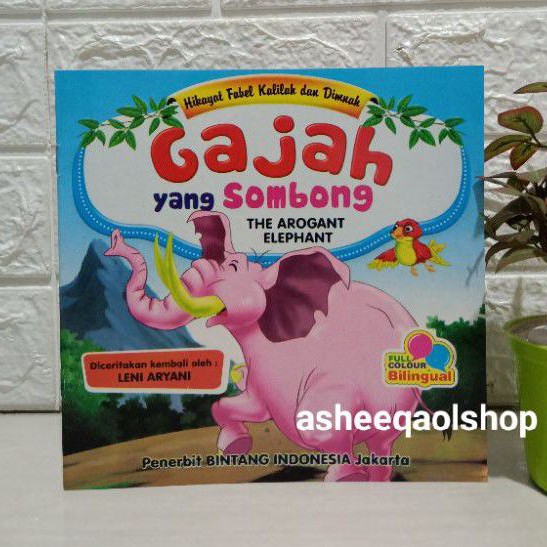 Hikayat Fabel Kalilah dan Dimnah
Gajah
yang Sombong
THE AROGANT
ELEPHANT
Diceritakan kembali oleh :
LENI ARYANI
FULL
COLOUR
Bilingual
asheeqaolshop
Penerbit BINTANG INDONESIA Jakarta